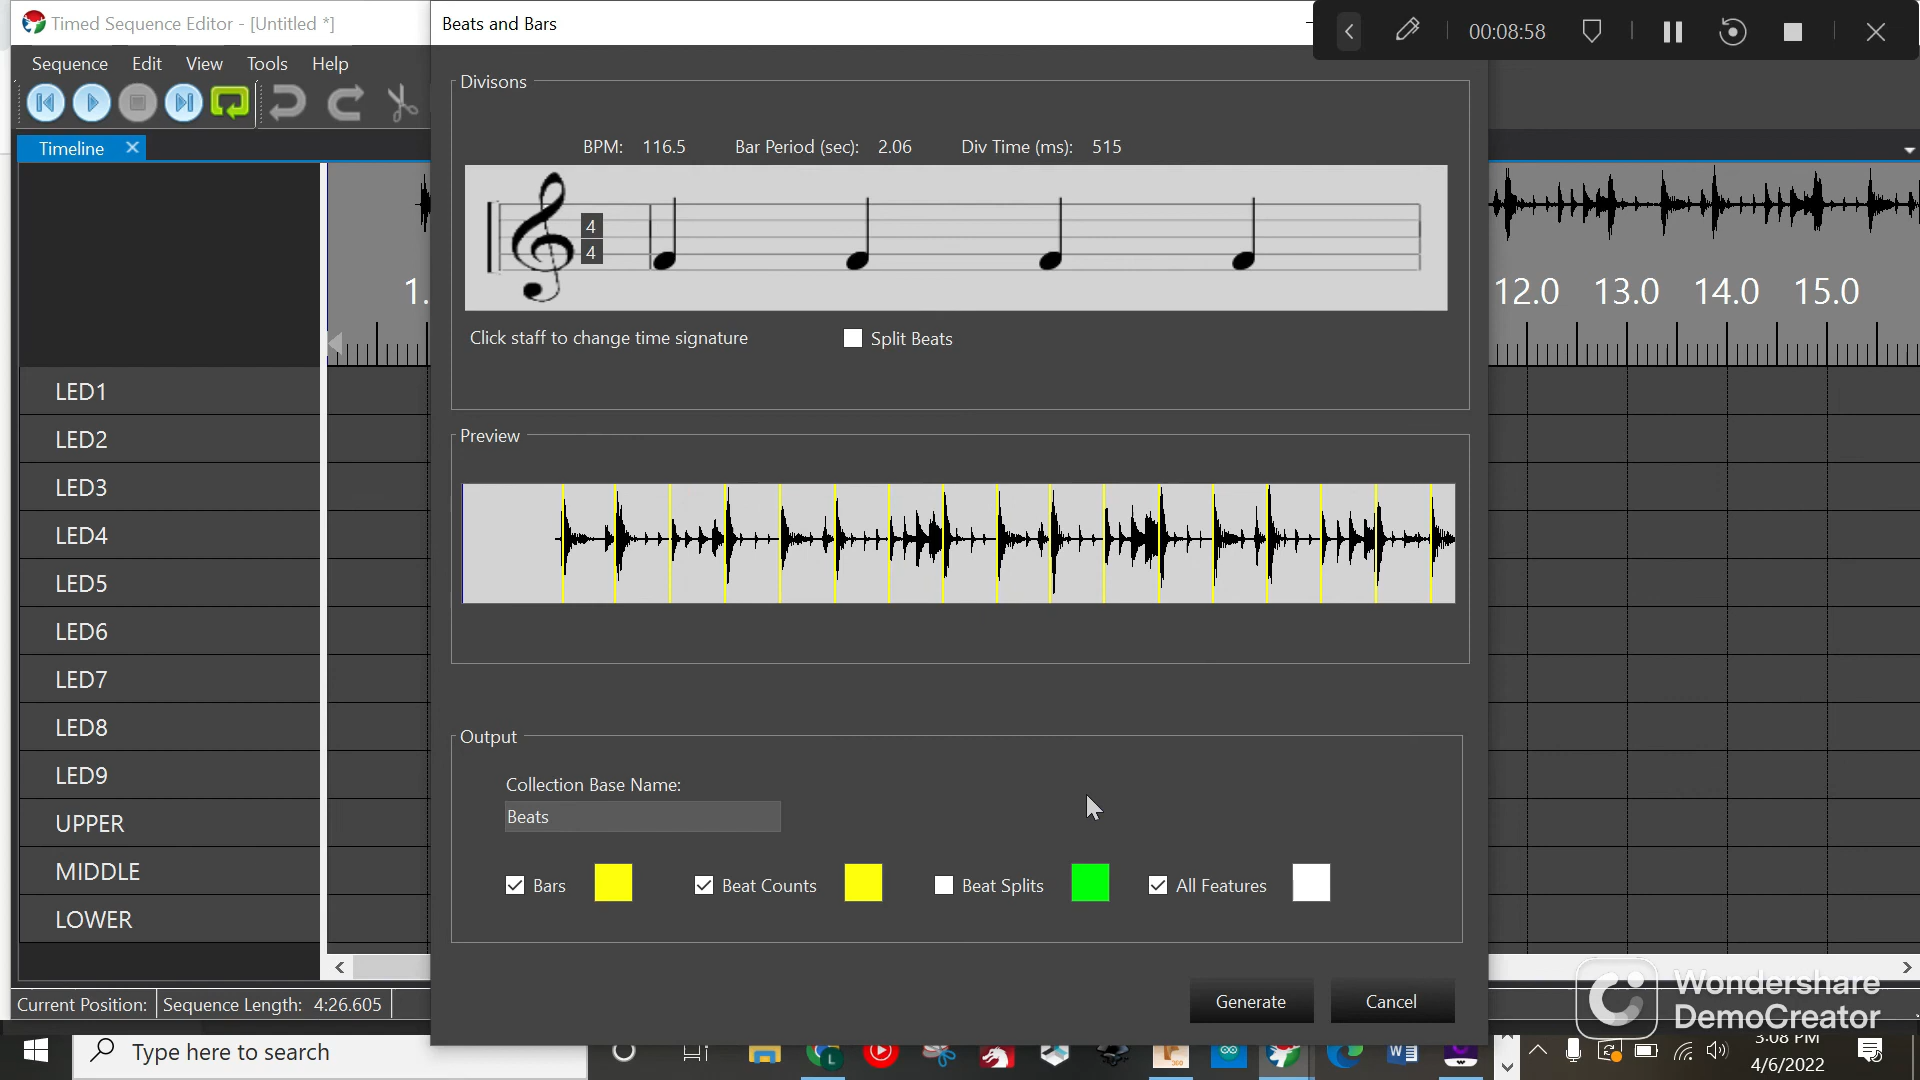 Timed Sequence Editor - [Untitled *]
Beats and Bars
00:08:58
Sequence Edit View Tools Help
Divisons
Timeline
BPM: 116.5 Bar Period (sec): 2.06 Div Time (ms): 515
4
4
1.
12.0 13.0 14.0 15.0
Click staff to change time signature
Split Beats
LED1
LED2
LED3
LED4
LED5
LED6
LED7
LED8
LED9
UPPER
MIDDLE
LOWER
Preview
Output
Collection Base Name:
Beats
Bars Beat Counts Beat Splits All Features
Generate Cancel
Current Position: Sequence Length: 4:26.605
Wondershare
DemoCreator
Type here to search
3:08 PM
4/6/2022